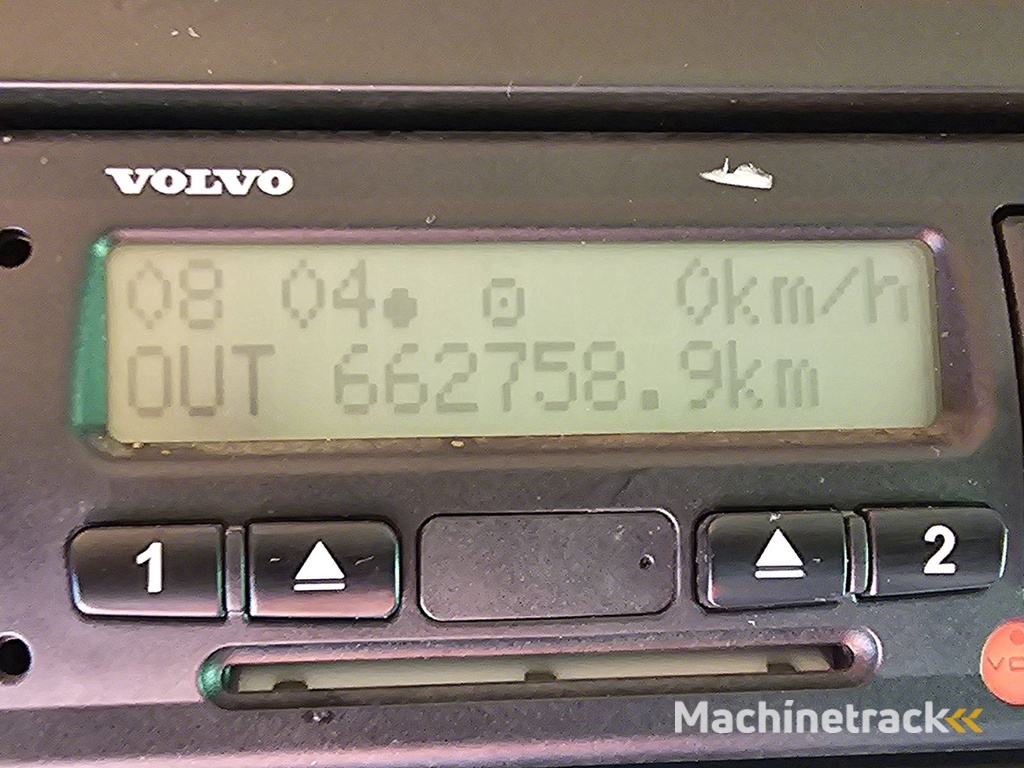 VOLVO
08 04● 0km/h
OUT 662758.9km
1 2
Machinetrack